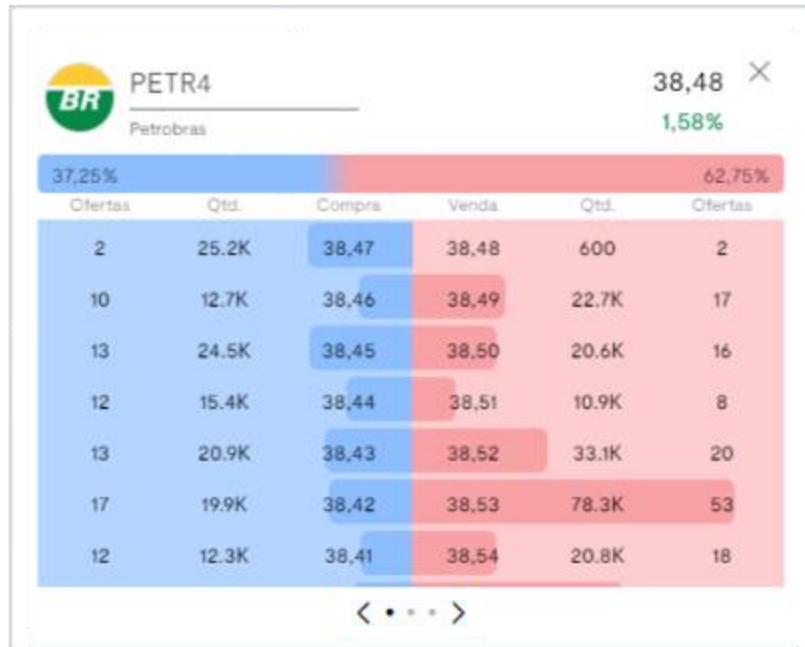 BR PETR4 38,48
Petrobras 1,58%
37,25% 62,75%
Ofertas Qtd. Compra Venda Qtd. Ofertas
2 25.2K 38,47 38,48 600 2
10 12.7K 38,46 38,49 22.7K 17
13 24.5K 38,45 38,50 20.6K 16
12 15.4K 38,44 38,51 10.9K 8
13 20.9K 38,43 38,52 33.1K 20
17 19.9K 38,42 38,53 78.3K 53
12 12.3K 38,41 38,54 20.8K 18